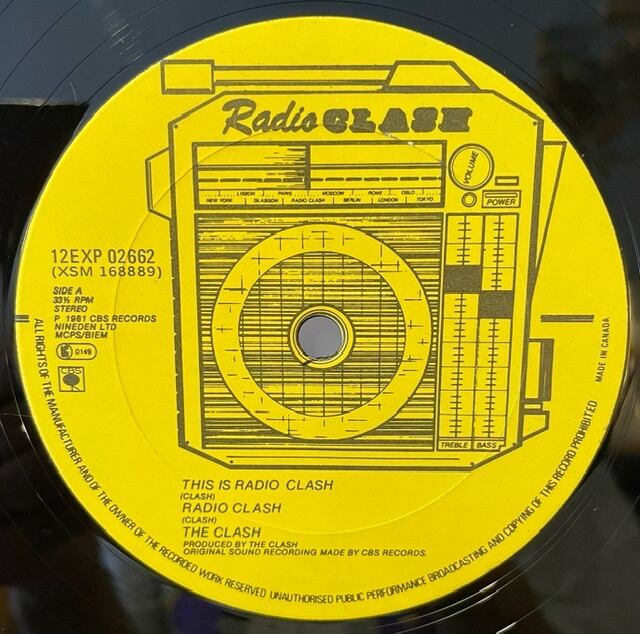 Radio CLASH
LISBON PARIS MOSCOW ROME OSLO
NEW YORK GLASGOW RADIO CLASH BERLIN LONDON TOKYO
VOLUME
POWER
12EXP 02662
(XSM 168889)
SIDE A
33⅓ RPM
STEREO
P 1981 CBS RECORDS
NINEDEN LTD
MCPS/BIEM
LC 0149
CBS
MADE IN CANADA
TREBLE BASS
THIS IS RADIO CLASH
(CLASH)
RADIO CLASH
(CLASH)
THE CLASH
PRODUCED BY THE CLASH
ORIGINAL SOUND RECORDING MADE BY CBS RECORDS.
ALL RIGHTS OF THE MANUFACTURER AND OF THE OWNER OF THE RECORDED WORK RESERVED UNAUTHORISED PUBLIC PERFORMANCE BROADCASTING AND COPYING OF THIS RECORD PROHIBITED